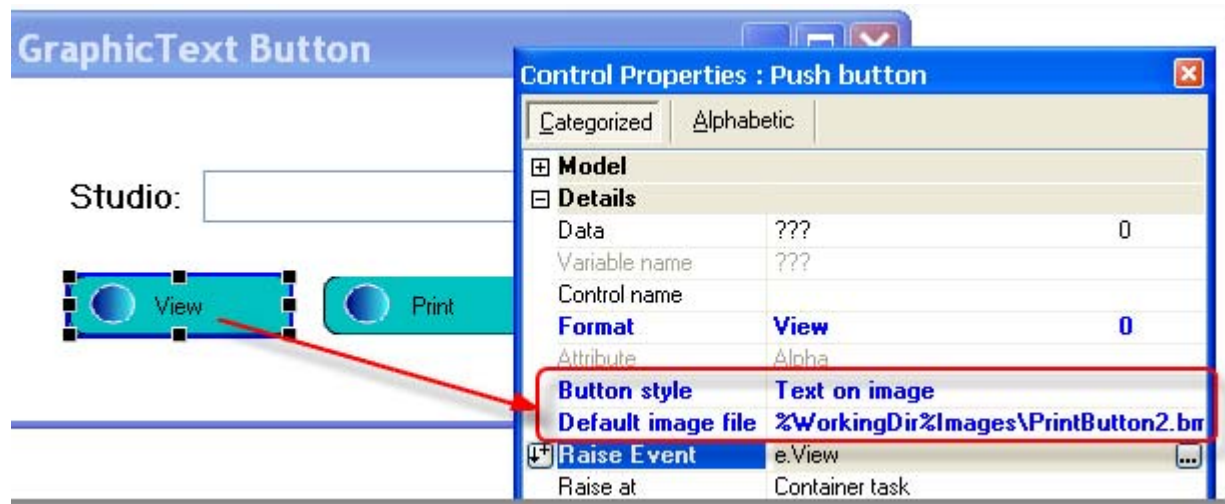 GraphicText Button
Control Properties : Push button
Categorized Alphabetic
Model
Details
Data ??? 0
Variable name ???
Control name
Format View 0
Attribute Alpha
Button style Text on image
Default image file %WorkingDir%Images\PrintButton2.bm
Raise Event e.View ...
Raise at Container task
Studio:
View Print